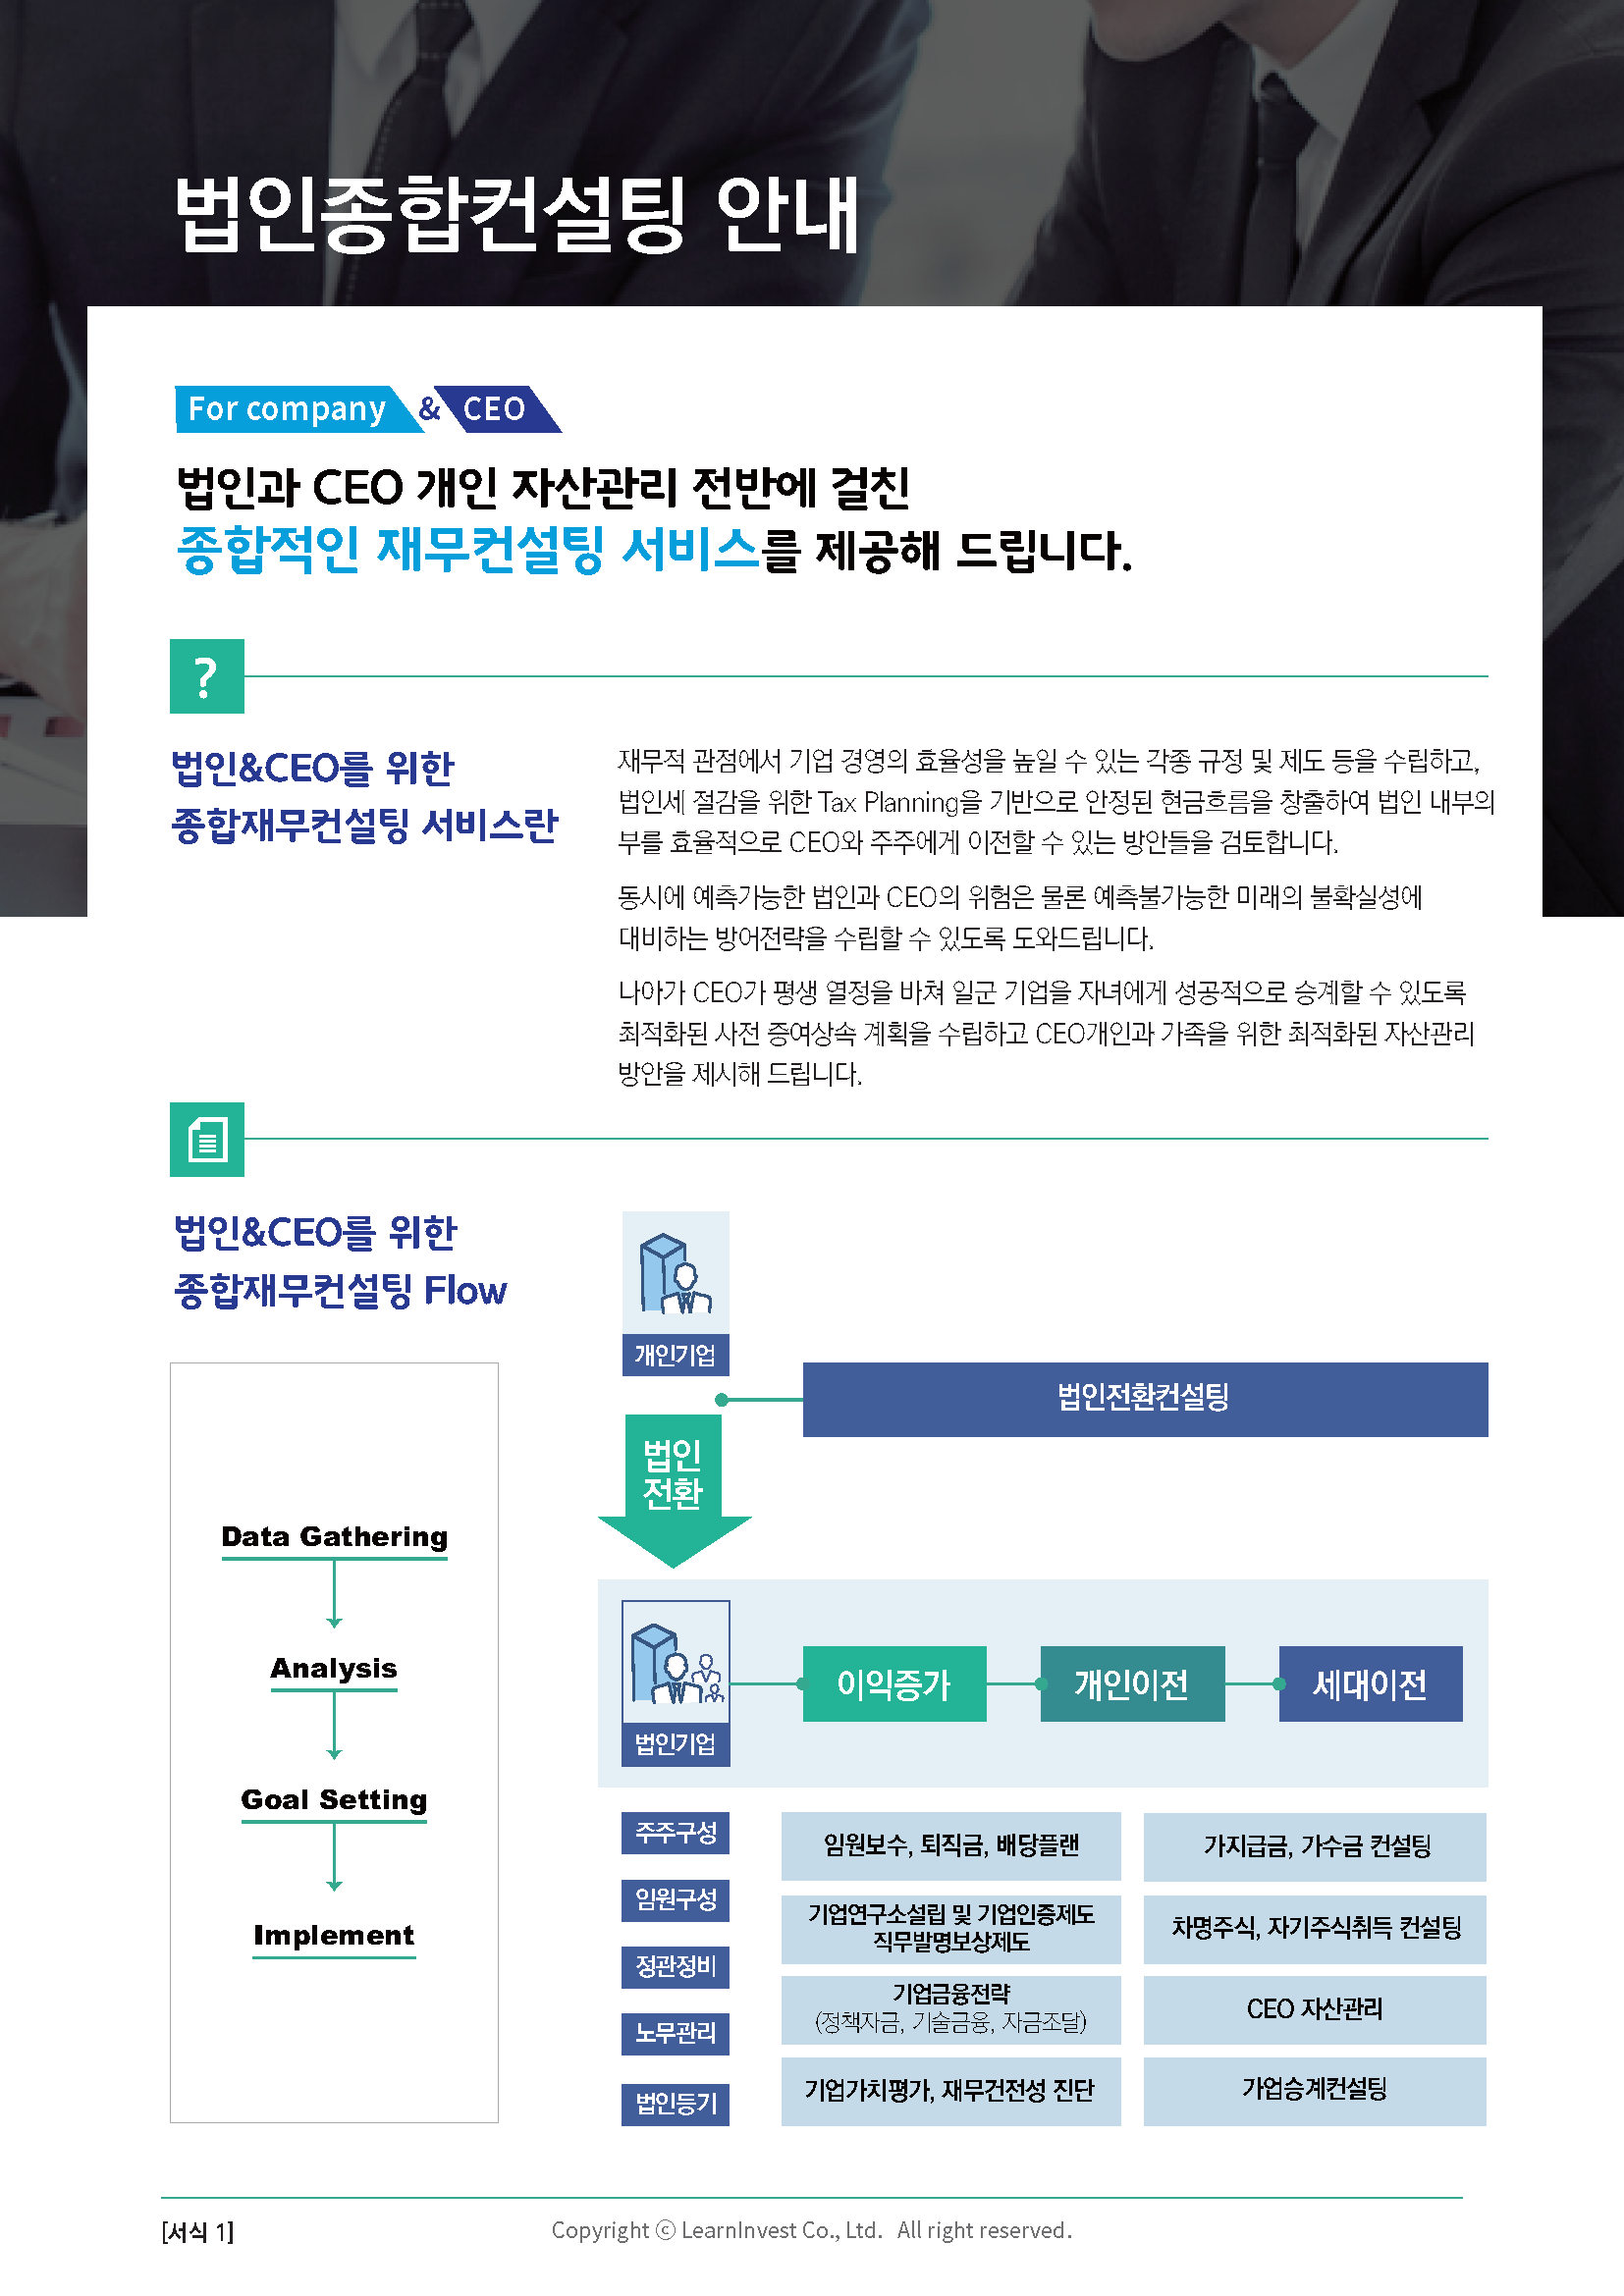 법인종합컨설팅 안내
For company & CEO
법인과 CEO 개인 자산관리 전반에 걸친
종합적인 재무컨설팅 서비스를 제공해 드립니다.
?
법인&CEO를 위한
종합재무컨설팅 서비스란
재무적 관점에서 기업 경영의 효율성을 높일 수 있는 각종 규정 및 제도 등을 수립하고,
법인세 절감을 위한 Tax Planning을 기반으로 안정된 현금흐름을 창출하여 법인 내부의
부를 효율적으로 CEO와 주주에게 이전할 수 있는 방안들을 검토합니다.
동시에 예측가능한 법인과 CEO의 위험은 물론 예측불가능한 미래의 불확실성에
대비하는 방어전략을 수립할 수 있도록 도와드립니다.
나아가 CEO가 평생 열정을 바쳐 일군 기업을 자녀에게 성공적으로 승계할 수 있도록
최적화된 사전 증여상속 계획을 수립하고 CEO개인과 가족을 위한 최적화된 자산관리
방안을 제시해 드립니다.
법인&CEO를 위한
종합재무컨설팅 Flow
Data Gathering
Analysis
Goal Setting
Implement
개인기업
법인전환컨설팅
법인
전환
법인기업
이익증가
개인이전
세대이전
주주구성
임원구성
정관정비
노무관리
법인등기
임원보수, 퇴직금, 배당플랜
기업연구소설립 및 기업인증제도
직무발명보상제도
기업금융전략
(정책자금, 기술금융, 자금조달)
기업가치평가, 재무건전성 진단
가지급금, 가수금 컨설팅
차명주식, 자기주식취득 컨설팅
CEO 자산관리
가업승계컨설팅
[서식 1]
Copyright ⓒ LearnInvest Co., Ltd. All right reserved.